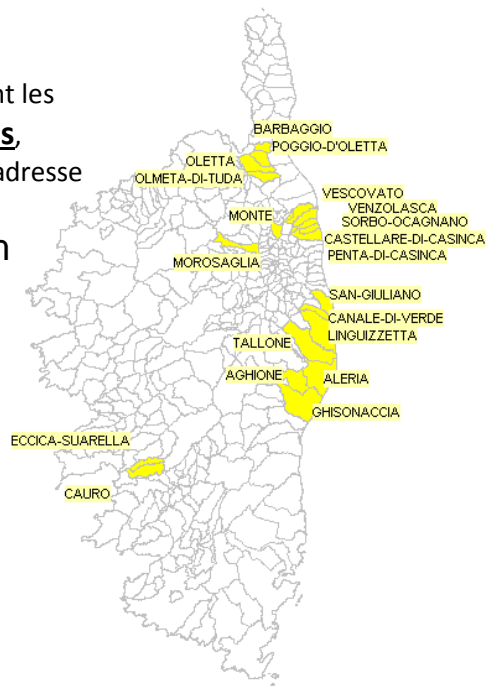 nt les
s,
adresse
n
BARBAGGIO
POGGIO-D'OLETTA
OLETTA
OLMETA-DI-TUDA
VESCOVATO
VENZOLASCA
MONTE
SORBO-OCAGNANO
CASTELLARE-DI-CASINCA
PENTA-DI-CASINCA
MOROSAGLIA
SAN-GIULIANO
CANALE-DI-VERDE
LINGUIZZETTA
TALLONE
AGHIONE
ALERIA
GHISONACCIA
ECCICA-SUARELLA
CAURO